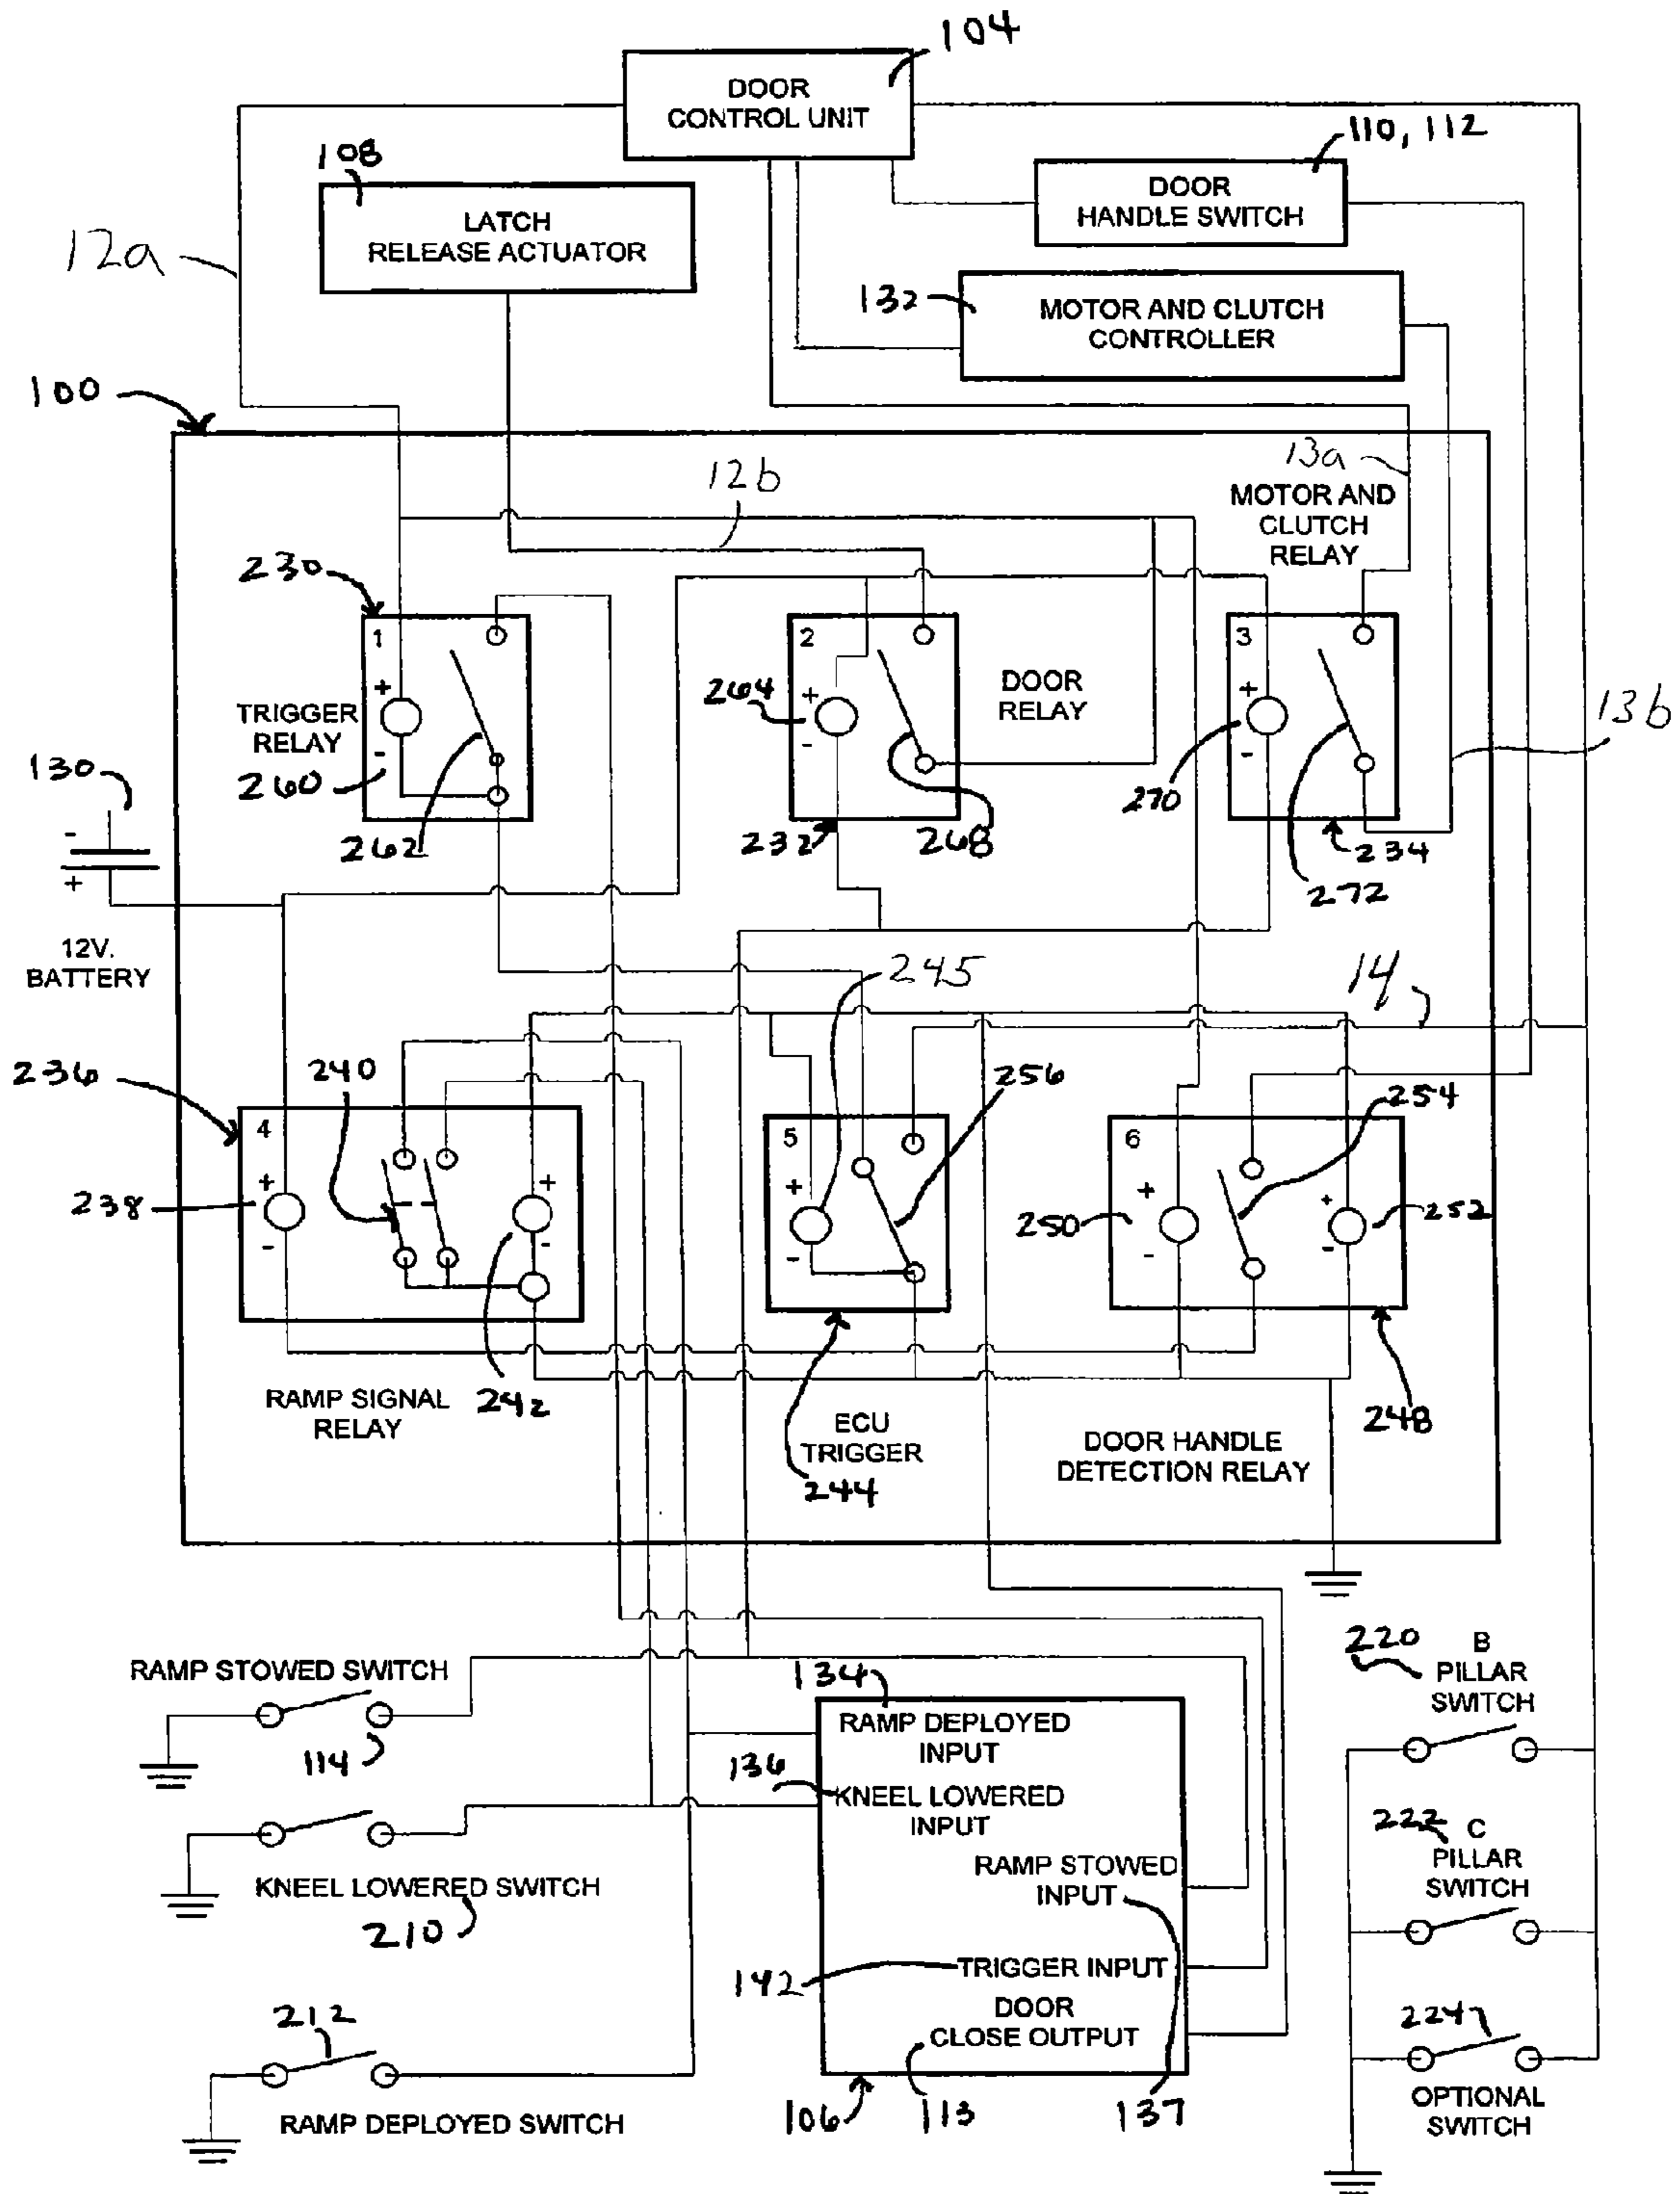 104
DOOR
CONTROL UNIT
110, 112
108
DOOR
HANDLE SWITCH
LATCH
RELEASE ACTUATOR
12a
132
MOTOR AND CLUTCH
CONTROLLER
100
13a
12b
MOTOR AND
CLUTCH
RELAY
230
1
2
3
+
-
TRIGGER
RELAY
264
+
-
DOOR
RELAY
+
-
13b
130
260
270
262
232
268
234
272
-
+
12V.
BATTERY
245
14
236
240
256
254
4
5
6
238
+
-
+
-
+
-
250
+
-
+
-
252
RAMP SIGNAL
RELAY
242
ECU
TRIGGER
244
248
DOOR HANDLE
DETECTION RELAY
RAMP STOWED SWITCH
114
134
RAMP DEPLOYED
INPUT
220
B
PILLAR
SWITCH
136
KNEEL LOWERED
INPUT
222
C
PILLAR
SWITCH
KNEEL LOWERED SWITCH
210
RAMP STOWED
INPUT
142
TRIGGER INPUT
212
DOOR
CLOSE OUTPUT
224
RAMP DEPLOYED SWITCH
106
113
137
OPTIONAL
SWITCH